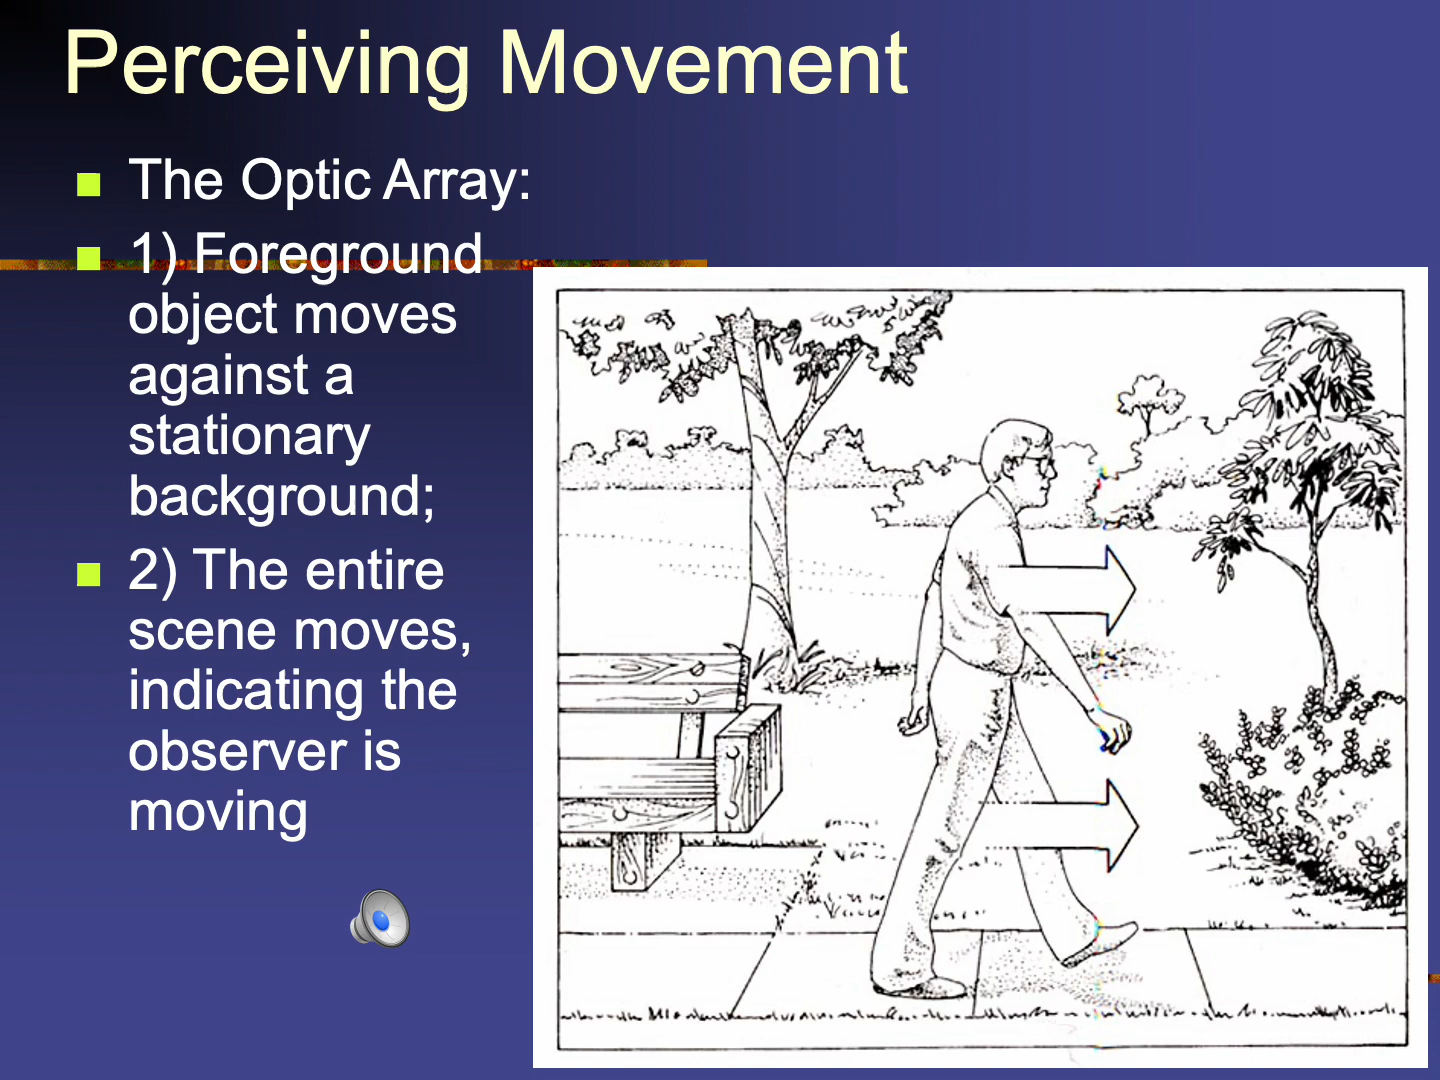 Perceiving Movement
The Optic Array:
1) Foreground
object moves
against a
stationary
background;
2) The entire
scene moves,
indicating the
observer is
moving